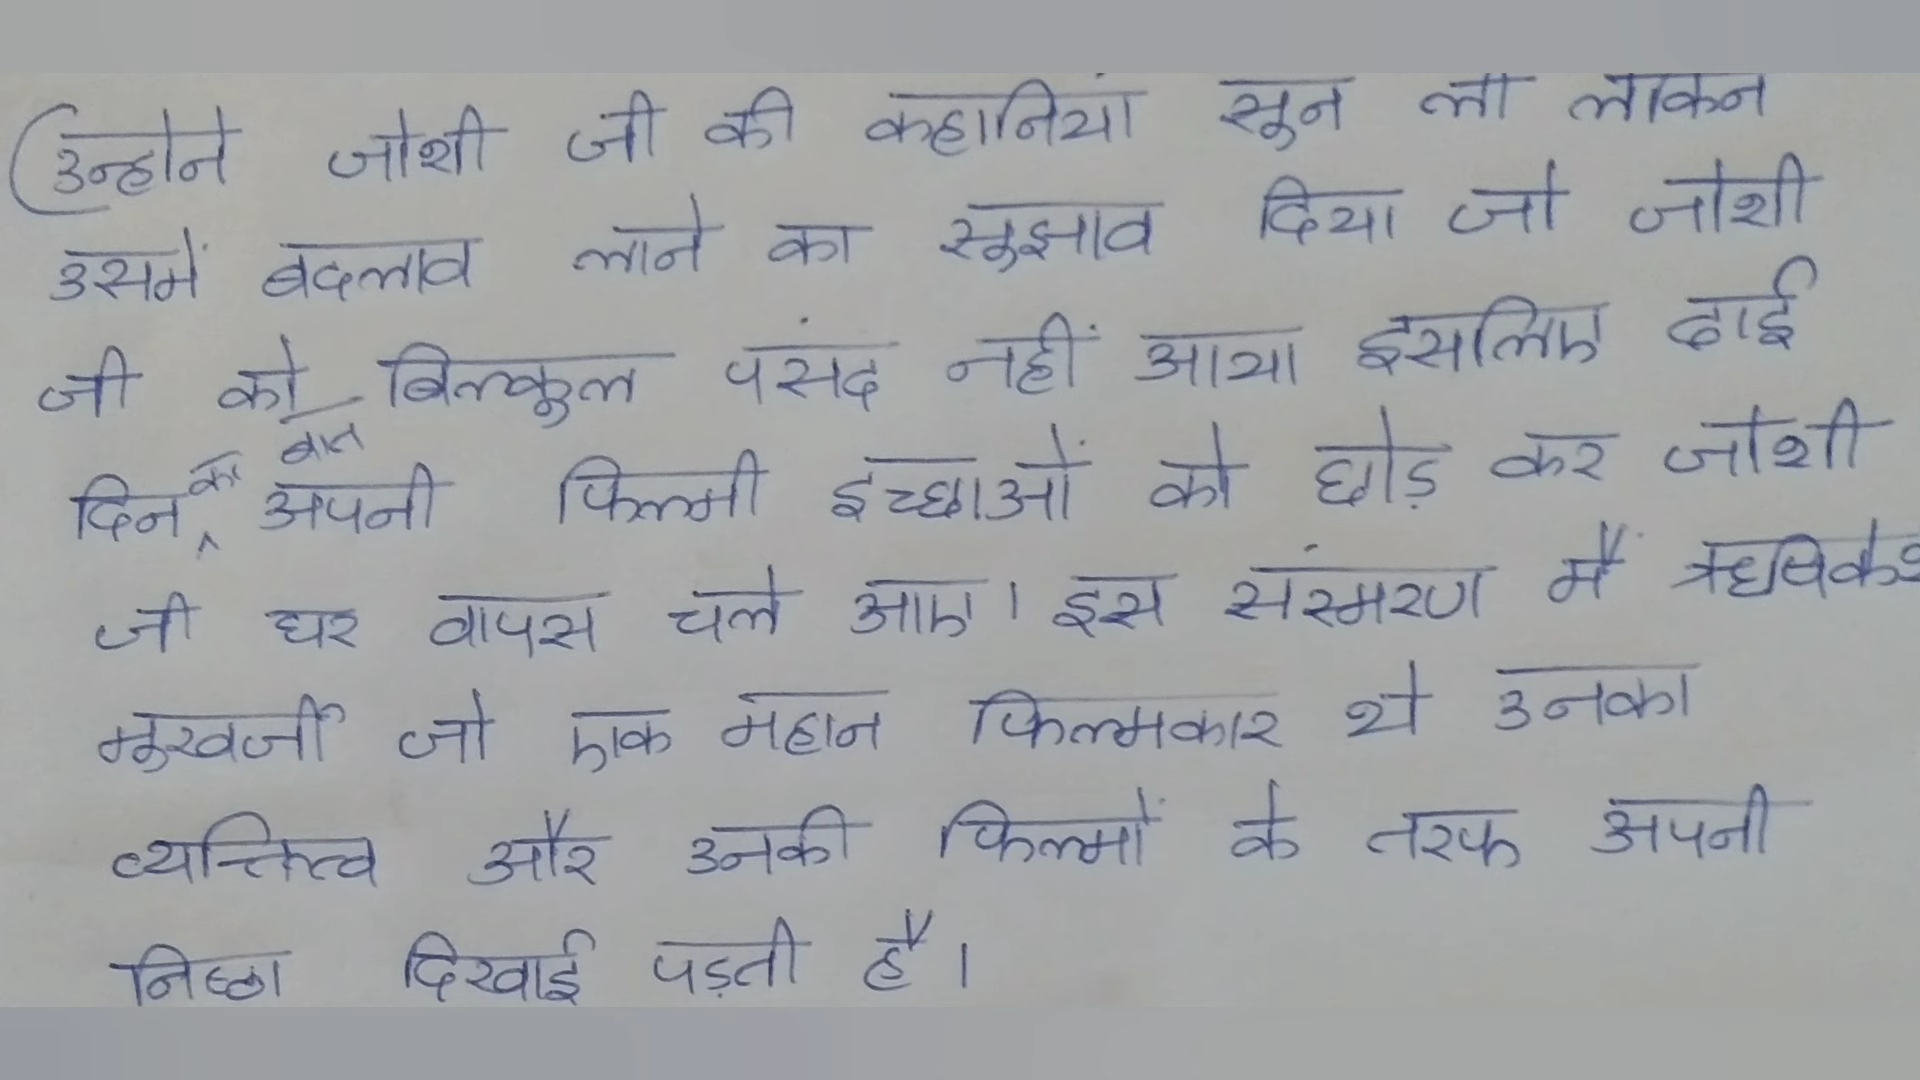 (उन्होने जोशी जी की कहानियां सून ली लेकिन
उसमें बदलाव लाने का सूझाव दिया जो जोशी
जी को बिल्कूल पसंद नहीं आया इसलिए ढाई
दिन की बात अपनी फिल्मी इच्छाओं को छोड़ कर जोशी
जी घर वापस चले आए। इस संस्मरण में ऋषिकेश
मूखर्जी जो एक महान फिल्मकार थे उनका
व्यक्तित्व और उनकी फिल्मों के तरफ अपनी
निष्ठा दिखाई पड़ती है।